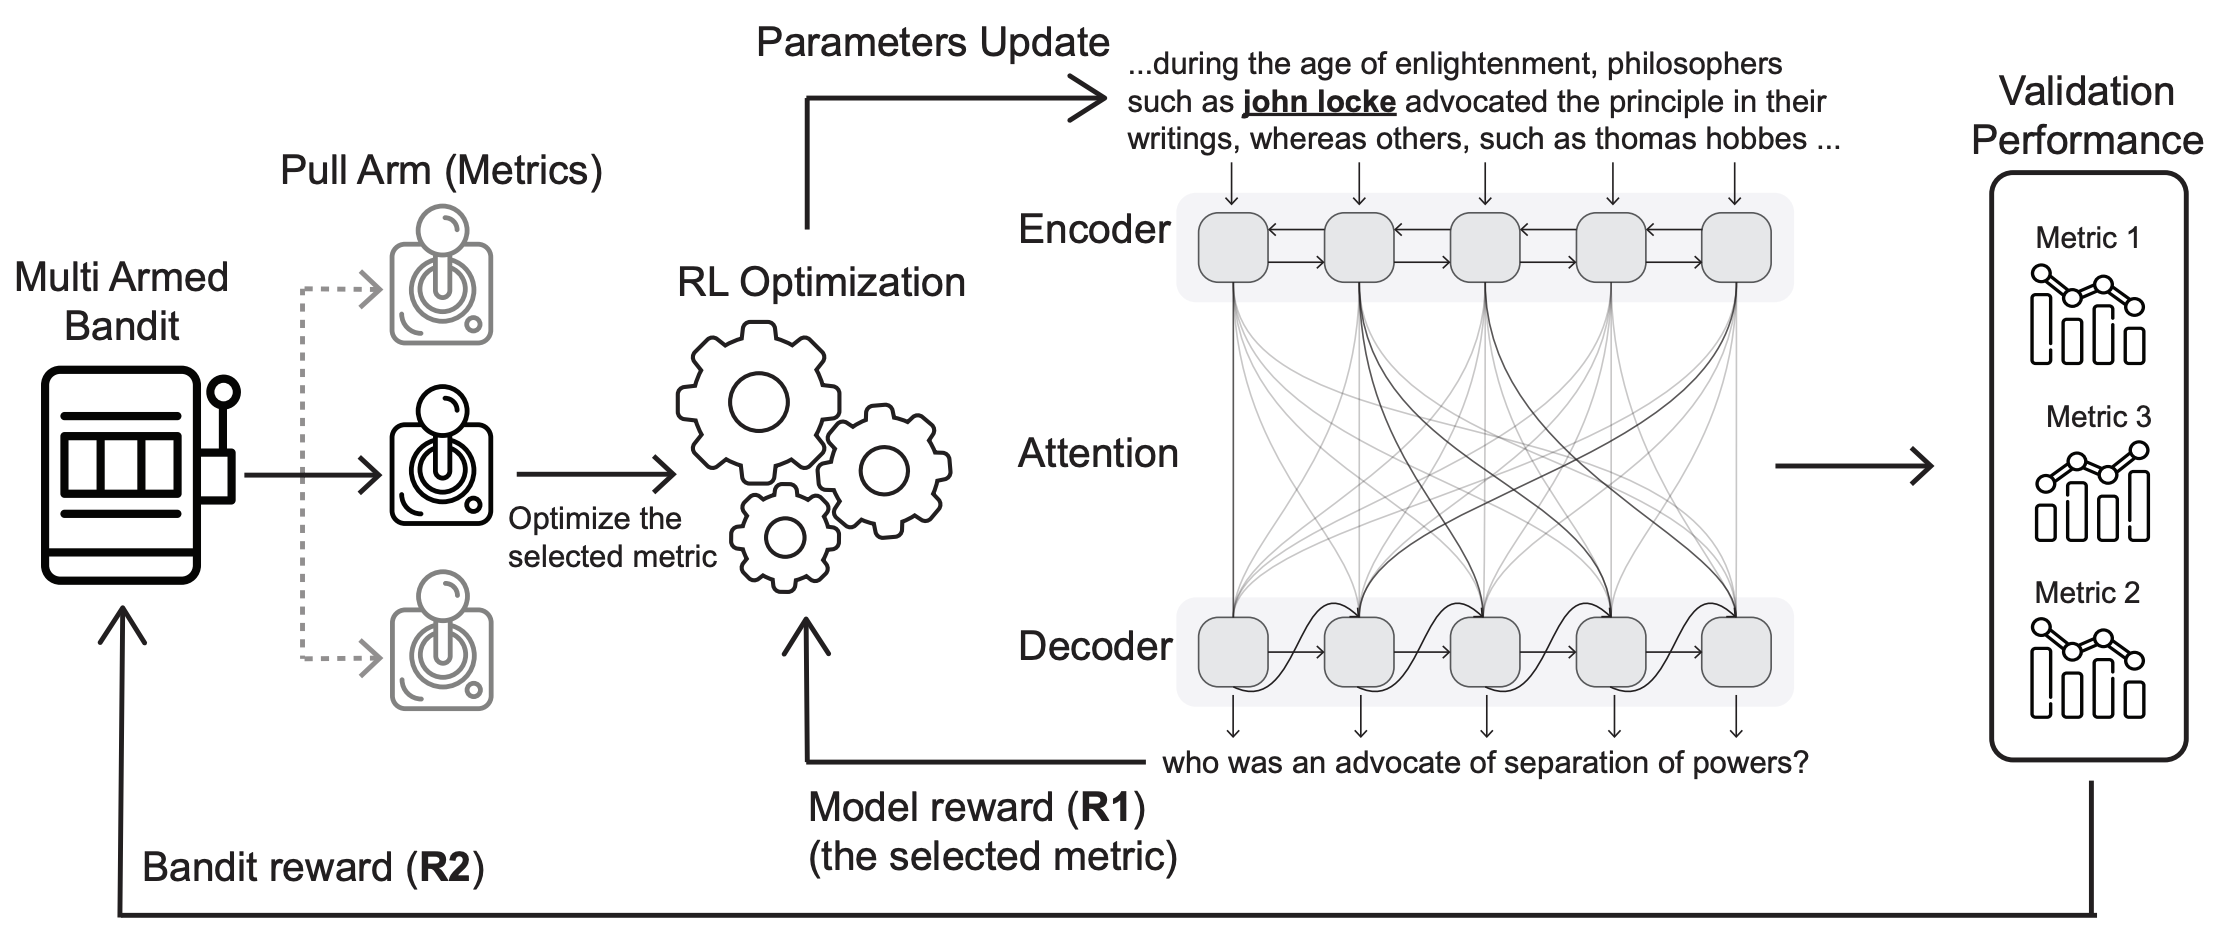 Parameters Update
...during the age of enlightenment, philosophers
such as john locke advocated the principle in their
writings, whereas others, such as thomas hobbes ...
Validation
Performance
Pull Arm (Metrics)
Multi Armed
Bandit
RL Optimization
Encoder
Metric 1
Metric 3
Attention
Optimize the
selected metric
Metric 2
Decoder
who was an advocate of separation of powers?
Model reward (R1)
(the selected metric)
Bandit reward (R2)